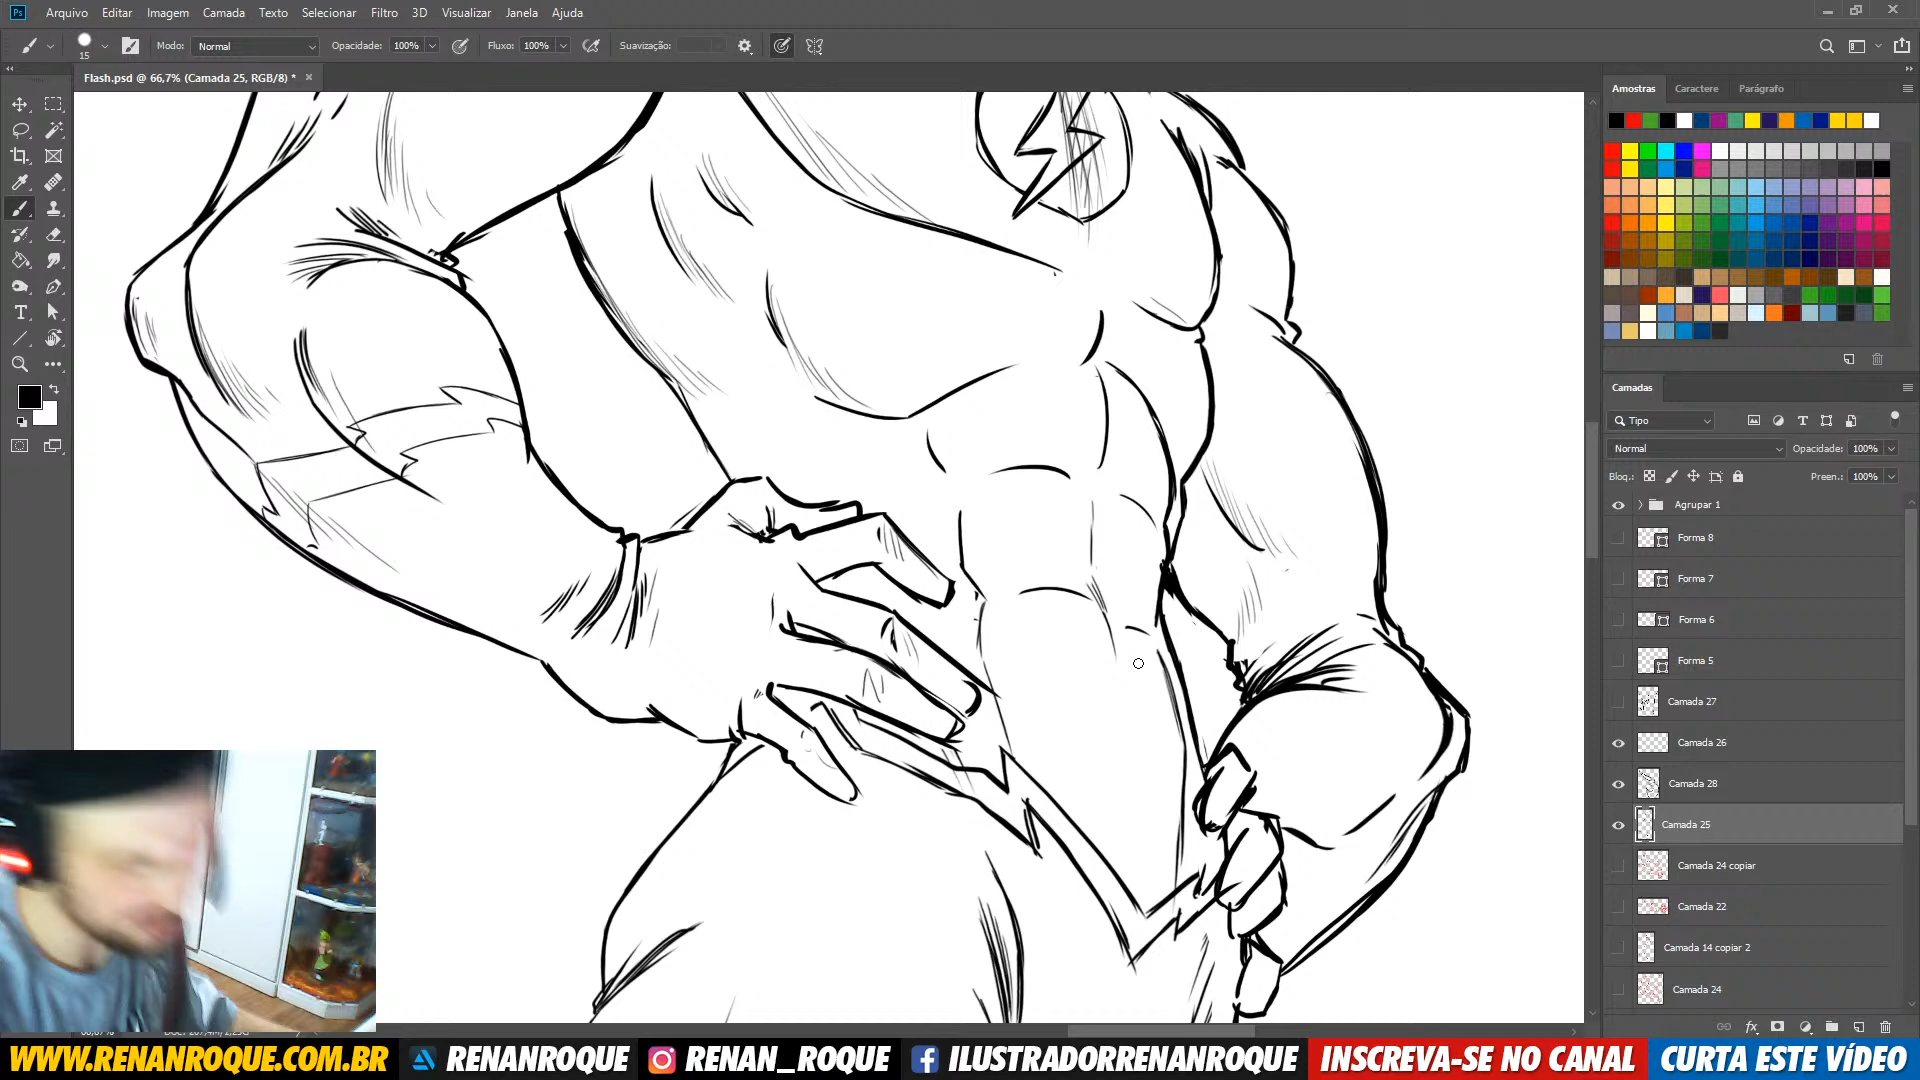 Ps Arquivo Editar Imagem Camada Texto Selecionar Filtro 3D Visualizar Janela Ajuda
15 Modo: Normal Opacidade: 100% Fluxo: 100% Suavização:
Flash.psd @ 66,7% (Camada 25, RGB/8) * ×
Amostras Caractere Parágrafo
Camadas
Tipo
Normal Opacidade: 100%
Bloq.: Preen.: 100%
Agrupar 1
Forma 8
Forma 7
Forma 6
Forma 5
Camada 27
Camada 26
Camada 28
Camada 25
Camada 24 copiar
Camada 22
Camada 14 copiar 2
Camada 24
WWW.RENANROQUE.COM.BR RENANROQUE RENAN_ROQUE ILUSTRADORRENANROQUE INSCREVA-SE NO CANAL CURTA ESTE VÍDEO